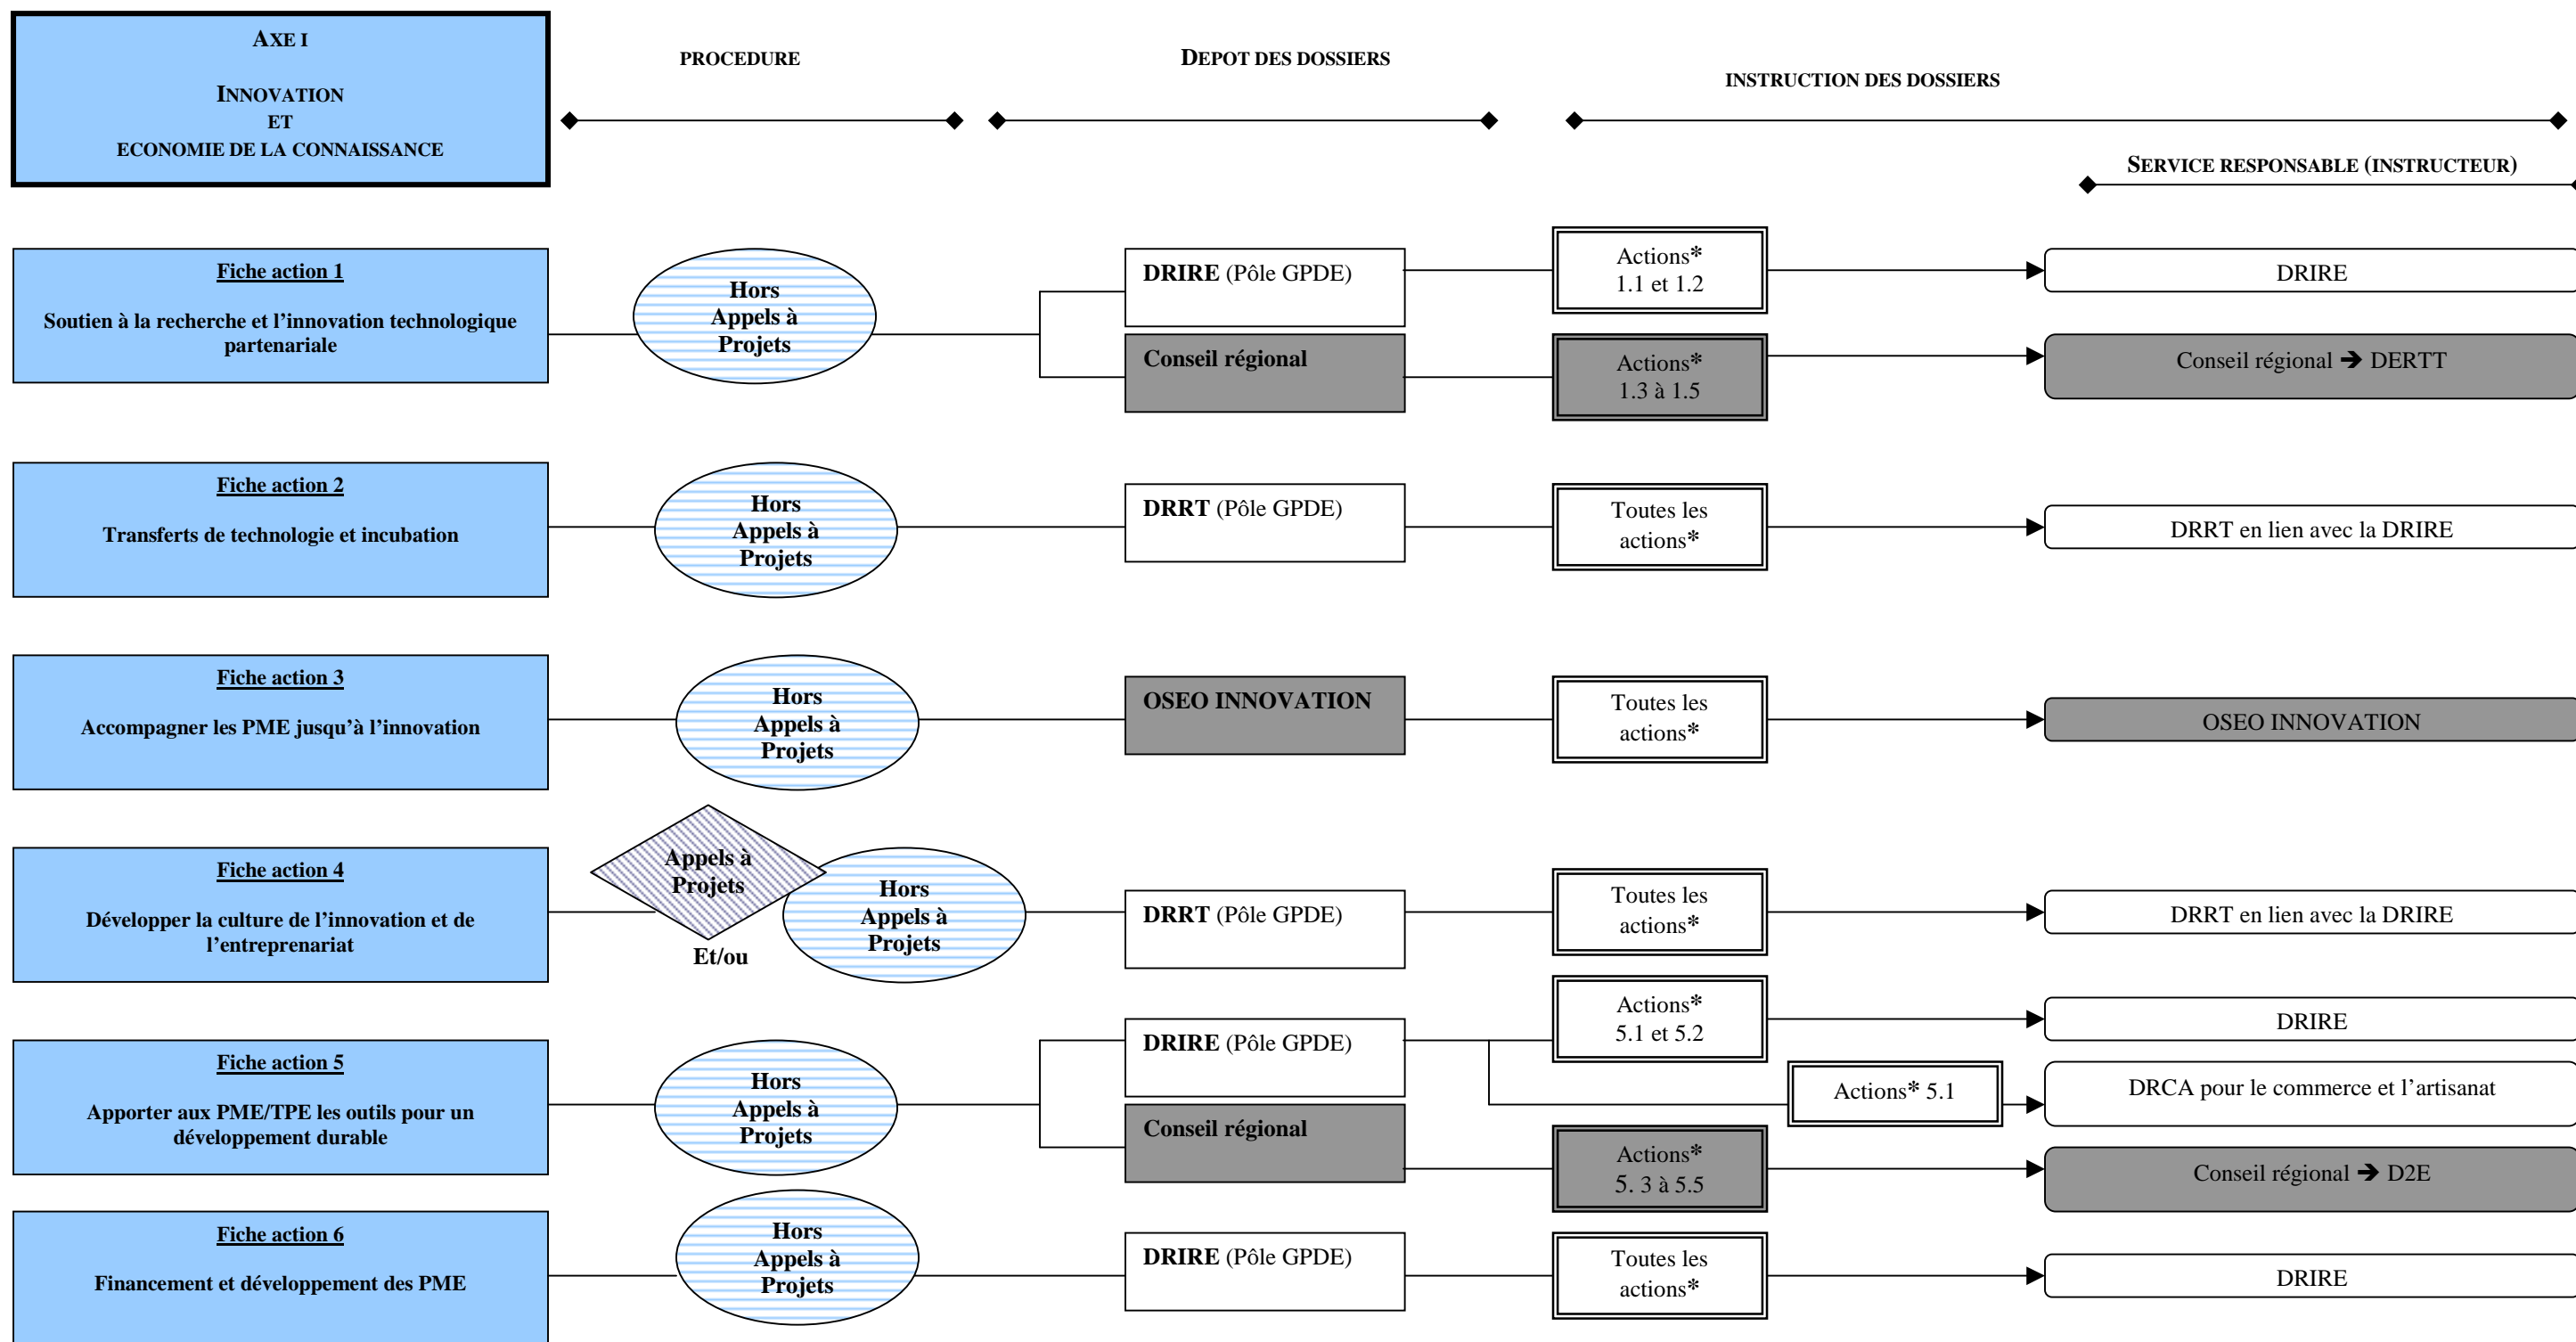 AXE I
INNOVATION
ET
ECONOMIE DE LA CONNAISSANCE
PROCEDURE
DEPOT DES DOSSIERS
INSTRUCTION DES DOSSIERS
SERVICE RESPONSABLE (INSTRUCTEUR)
Fiche action 1
Soutien à la recherche et l’innovation technologique
partenariale
Hors
Appels à
Projets
DRIRE (Pôle GPDE)
Actions*
1.1 et 1.2
DRIRE
Conseil régional
Actions*
1.3 à 1.5
Conseil régional ➔ DERTT
Fiche action 2
Transferts de technologie et incubation
Hors
Appels à
Projets
DRRT (Pôle GPDE)
Toutes les
actions*
DRRT en lien avec la DRIRE
Fiche action 3
Accompagner les PME jusqu’à l’innovation
Hors
Appels à
Projets
OSEO INNOVATION
Toutes les
actions*
OSEO INNOVATION
Fiche action 4
Développer la culture de l’innovation et de
l’entreprenariat
Appels à
Projets
Et/ou
Hors
Appels à
Projets
DRRT (Pôle GPDE)
Toutes les
actions*
DRRT en lien avec la DRIRE
Fiche action 5
Apporter aux PME/TPE les outils pour un
développement durable
Hors
Appels à
Projets
DRIRE (Pôle GPDE)
Actions*
5.1 et 5.2
DRIRE
Actions* 5.1
DRCA pour le commerce et l’artisanat
Conseil régional
Actions*
5. 3 à 5.5
Conseil régional ➔ D2E
Fiche action 6
Financement et développement des PME
Hors
Appels à
Projets
DRIRE (Pôle GPDE)
Toutes les
actions*
DRIRE